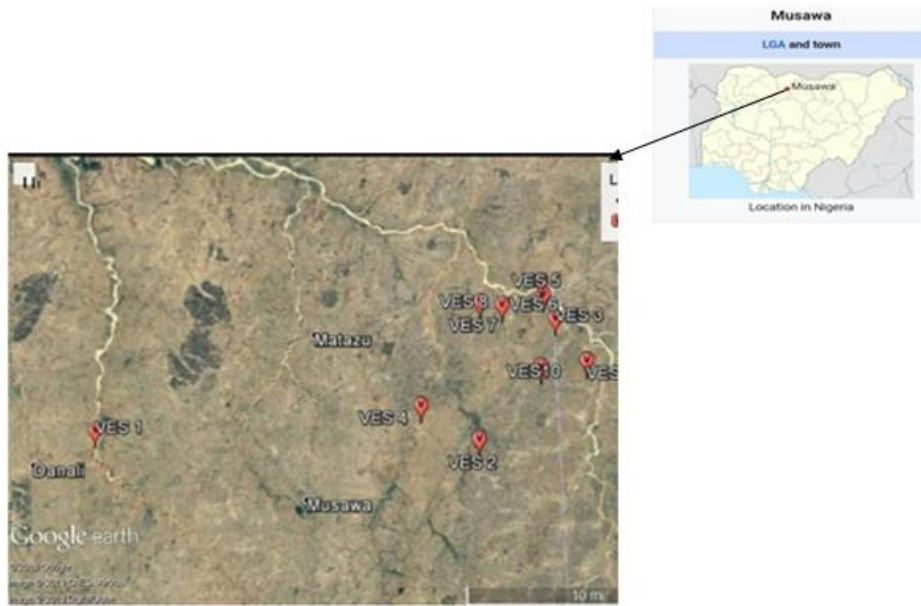 Musawa
LGA and town
Musawa
Location in Nigeria
L
VES 5
VES 8
VES 6
VES 3
VES 7
Matazu
VES10
VES
VES 4
VES 1
VES 2
Danali
Musawa
Google earth
10 mi